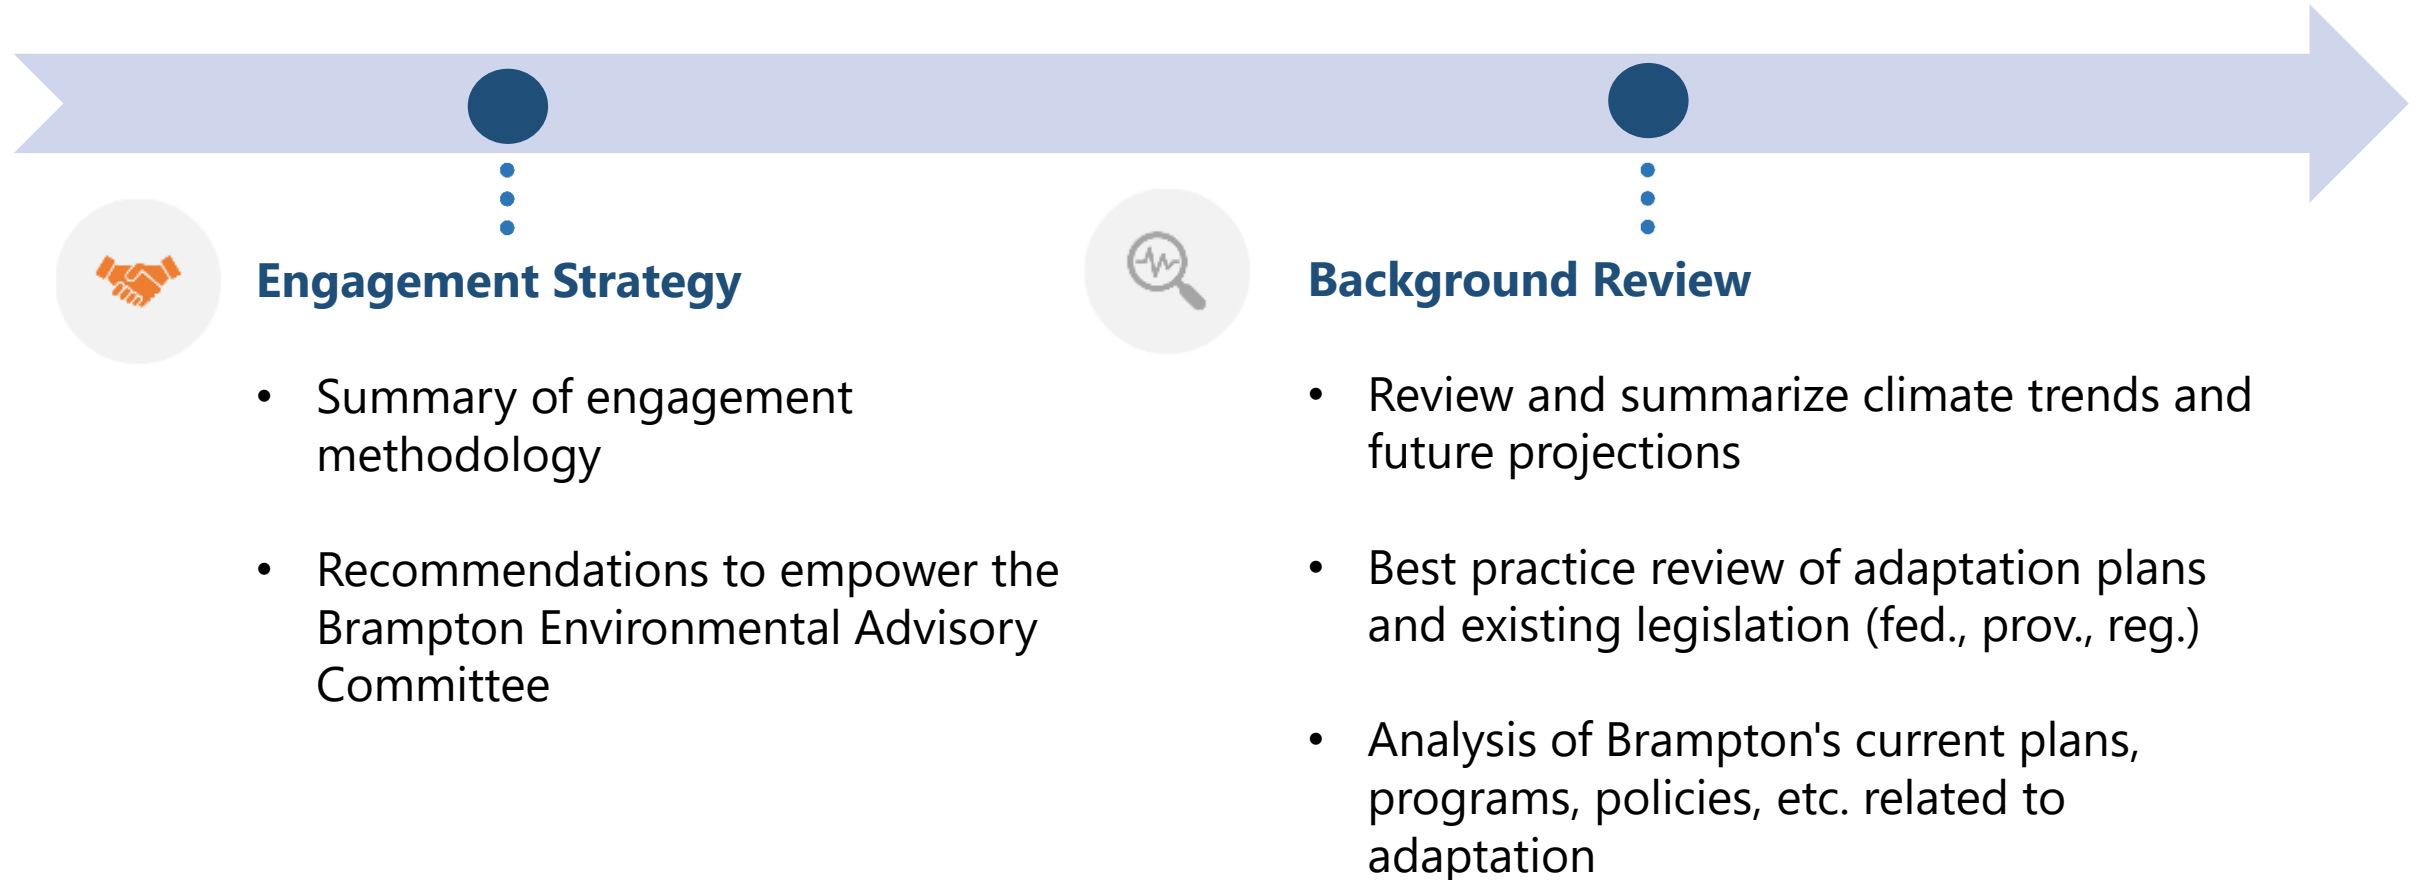 Engagement Strategy
• Summary of engagement
methodology
• Recommendations to empower the
Brampton Environmental Advisory
Committee
Background Review
• Review and summarize climate trends and
future projections
• Best practice review of adaptation plans
and existing legislation (fed., prov., reg.)
• Analysis of Brampton's current plans,
programs, policies, etc. related to
adaptation